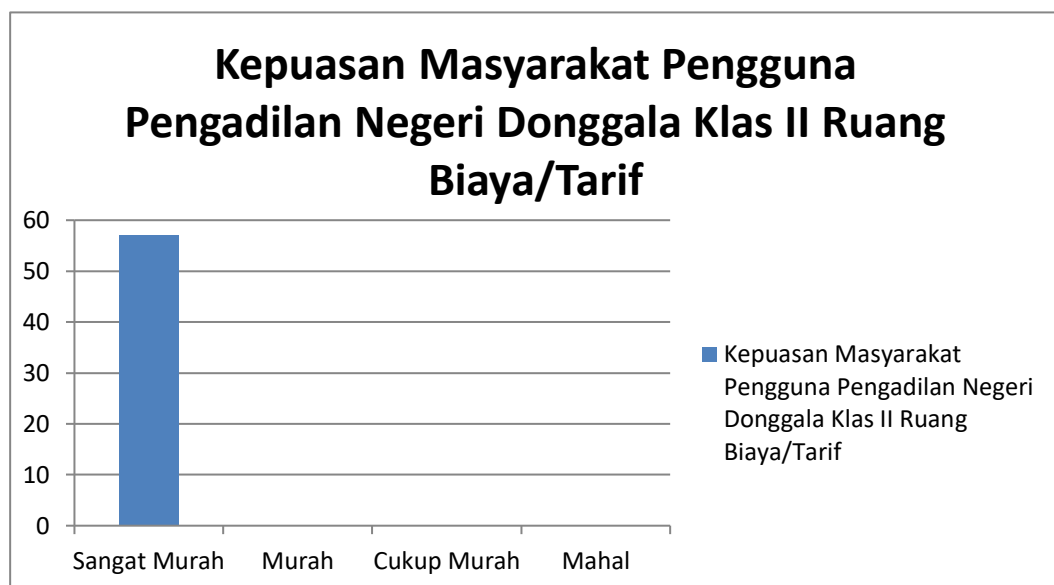 Kepuasan Masyarakat Pengguna
Pengadilan Negeri Donggala Klas II Ruang
Biaya/Tarif
60
50
40
30
20
10
0
Sangat Murah Murah Cukup Murah Mahal
Kepuasan Masyarakat
Pengguna Pengadilan Negeri
Donggala Klas II Ruang
Biaya/Tarif